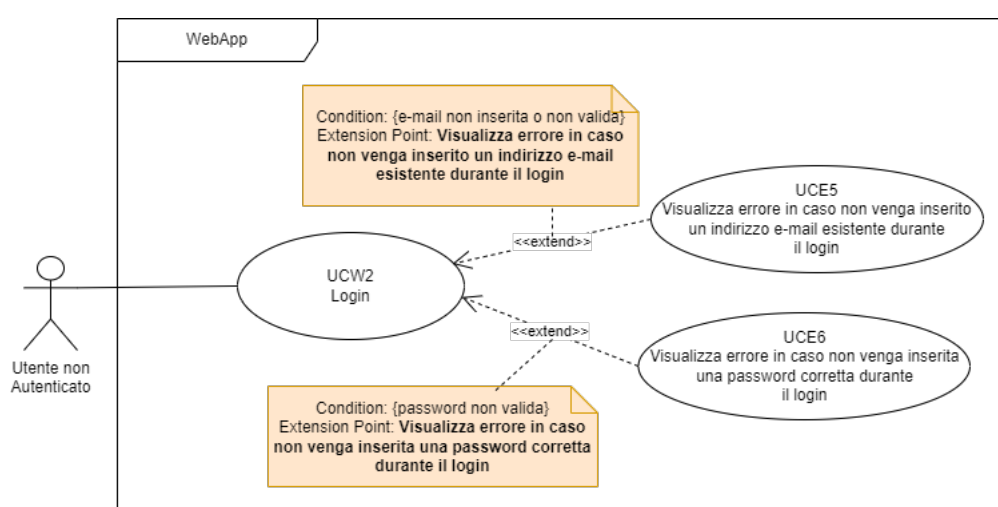 WebApp
Condition: {e-mail non inserita o non valida}
Extension Point: Visualizza errore in caso
non venga inserito un indirizzo e-mail
esistente durante il login
UCE5
Visualizza errore in caso non venga inserito
un indirizzo e-mail esistente durante
il login
<<extend>>
UCW2
Login
<<extend>>
UCE6
Visualizza errore in caso non venga inserita
una password corretta durante
il login
Utente non
Autenticato
Condition: {password non valida}
Extension Point: Visualizza errore in caso
non venga inserita una password corretta
durante il login